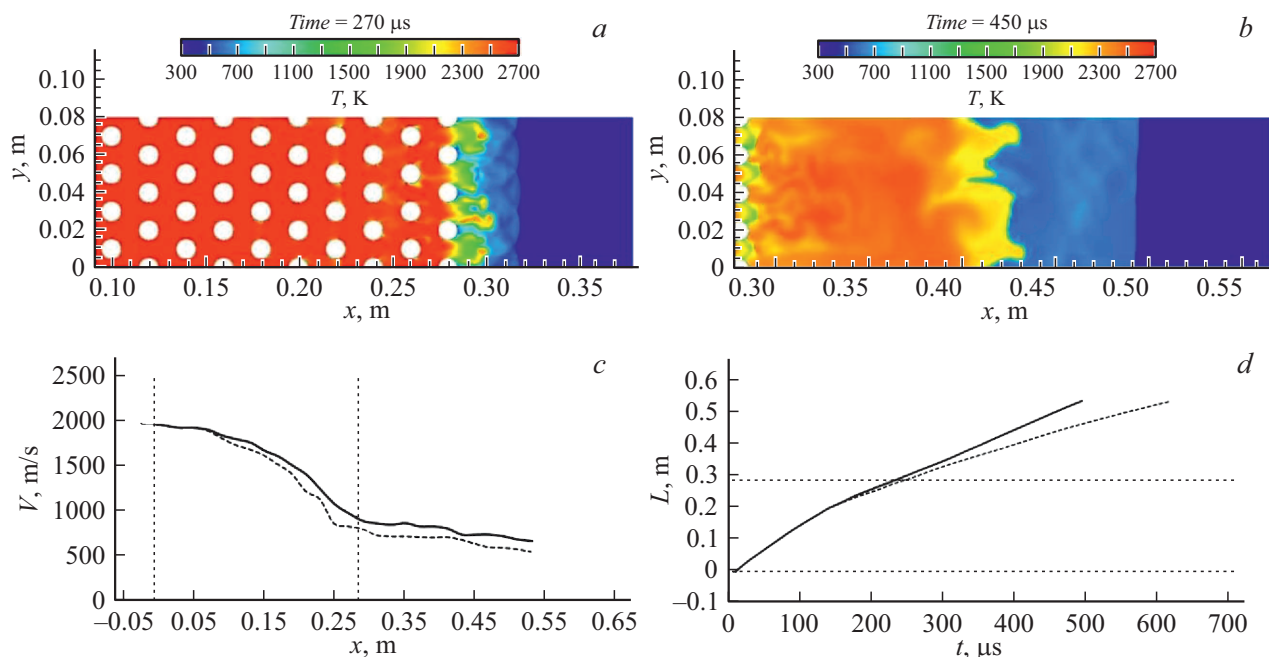 Time = 270 μs
a
300 700 1100 1500 1900 2300 2700
T, K
0.10
0.08
0.06
0.04
0.02
0
y, m
0.10 0.15 0.20 0.25 0.30 0.35
x, m
Time = 450 μs
b
300 700 1100 1500 1900 2300 2700
T, K
0.10
0.08
0.06
0.04
0.02
0
y, m
0.30 0.35 0.40 0.45 0.50 0.55
x, m
c
2500
2000
1500
1000
500
0
V, m/s
–0.05 0.05 0.15 0.25 0.35 0.45 0.55 0.65
x, m
d
0.6
0.5
0.4
0.3
0.2
0.1
0
–0.1
L, m
0 100 200 300 400 500 600 700
t, μs